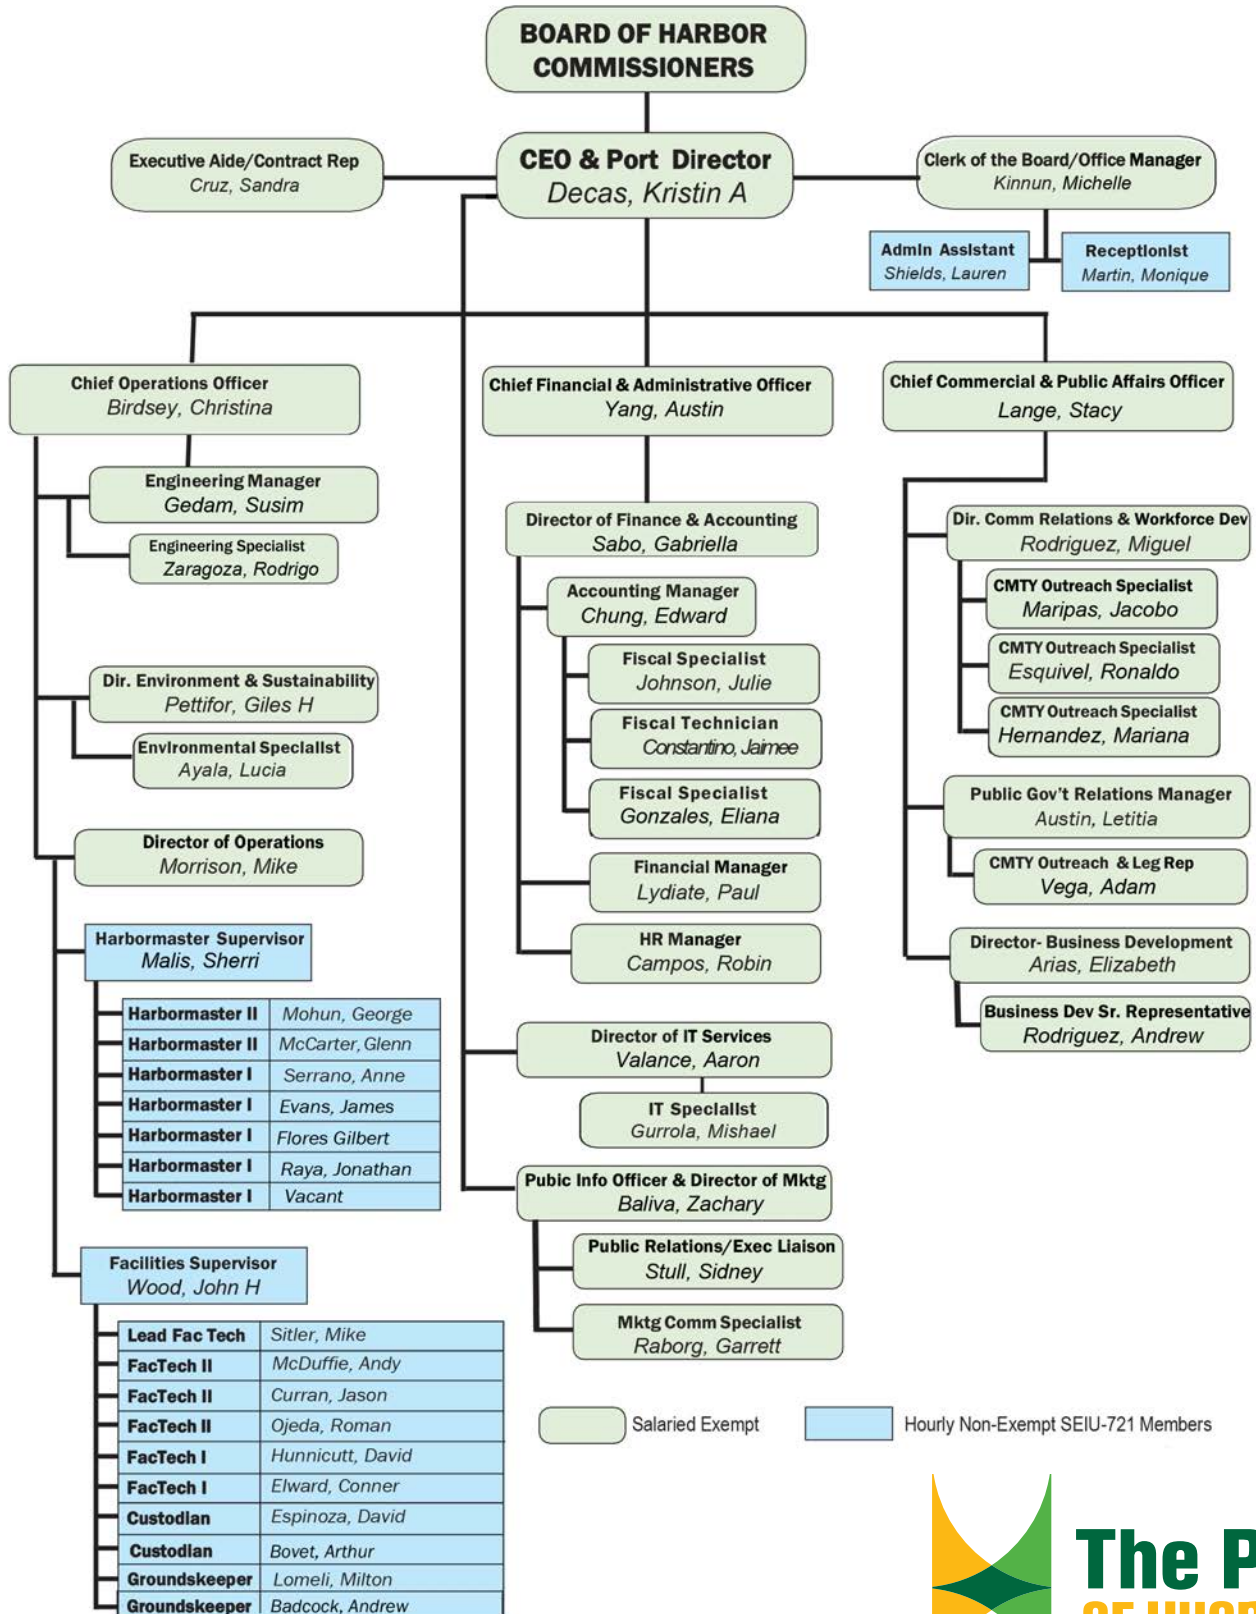 BOARD OF HARBOR
COMMISSIONERS
Executive Aide/Contract Rep
Cruz, Sandra
CEO & Port Director
Decas, Kristin A
Clerk of the Board/Office Manager
Kinnun, Michelle
Admin Assistant
Shields, Lauren
Receptionist
Martin, Monique
Chief Operations Officer
Birdsey, Christina
Engineering Manager
Gedam, Susim
Engineering Specialist
Zaragoza, Rodrigo
Dir. Environment & Sustainability
Pettifor, Giles H
Environmental Specialist
Ayala, Lucia
Director of Operations
Morrison, Mike
Harbormaster Supervisor
Malis, Sherri
Harbormaster II Mohun, George
Harbormaster II McCarter, Glenn
Harbormaster I Serrano, Anne
Harbormaster I Evans, James
Harbormaster I Flores Gilbert
Harbormaster I Raya, Jonathan
Harbormaster I Vacant
Facilities Supervisor
Wood, John H
Lead Fac Tech Sitler, Mike
FacTech II McDuffie, Andy
FacTech II Curran, Jason
FacTech II Ojeda, Roman
FacTech I Hunnicutt, David
FacTech I Elward, Conner
Custodian Espinoza, David
Custodian Bovet, Arthur
Groundskeeper Lomeli, Milton
Groundskeeper Badcock, Andrew
Chief Financial & Administrative Officer
Yang, Austin
Director of Finance & Accounting
Sabo, Gabriella
Accounting Manager
Chung, Edward
Fiscal Specialist
Johnson, Julie
Fiscal Technician
Constantino, Jaimee
Fiscal Specialist
Gonzales, Eliana
Financial Manager
Lydiate, Paul
HR Manager
Campos, Robin
Director of IT Services
Valance, Aaron
IT Specialist
Gurrola, Mishael
Pubic Info Officer & Director of Mktg
Baliva, Zachary
Public Relations/Exec Liaison
Stull, Sidney
Mktg Comm Specialist
Raborg, Garrett
Chief Commercial & Public Affairs Officer
Lange, Stacy
Dir. Comm Relations & Workforce Dev
Rodriguez, Miguel
CMTY Outreach Specialist
Maripas, Jacobo
CMTY Outreach Specialist
Esquivel, Ronaldo
CMTY Outreach Specialist
Hernandez, Mariana
Public Gov't Relations Manager
Austin, Letitia
CMTY Outreach & Leg Rep
Vega, Adam
Director- Business Development
Arias, Elizabeth
Business Dev Sr. Representative
Rodriguez, Andrew
Salaried Exempt
Hourly Non-Exempt SEIU-721 Members
The P